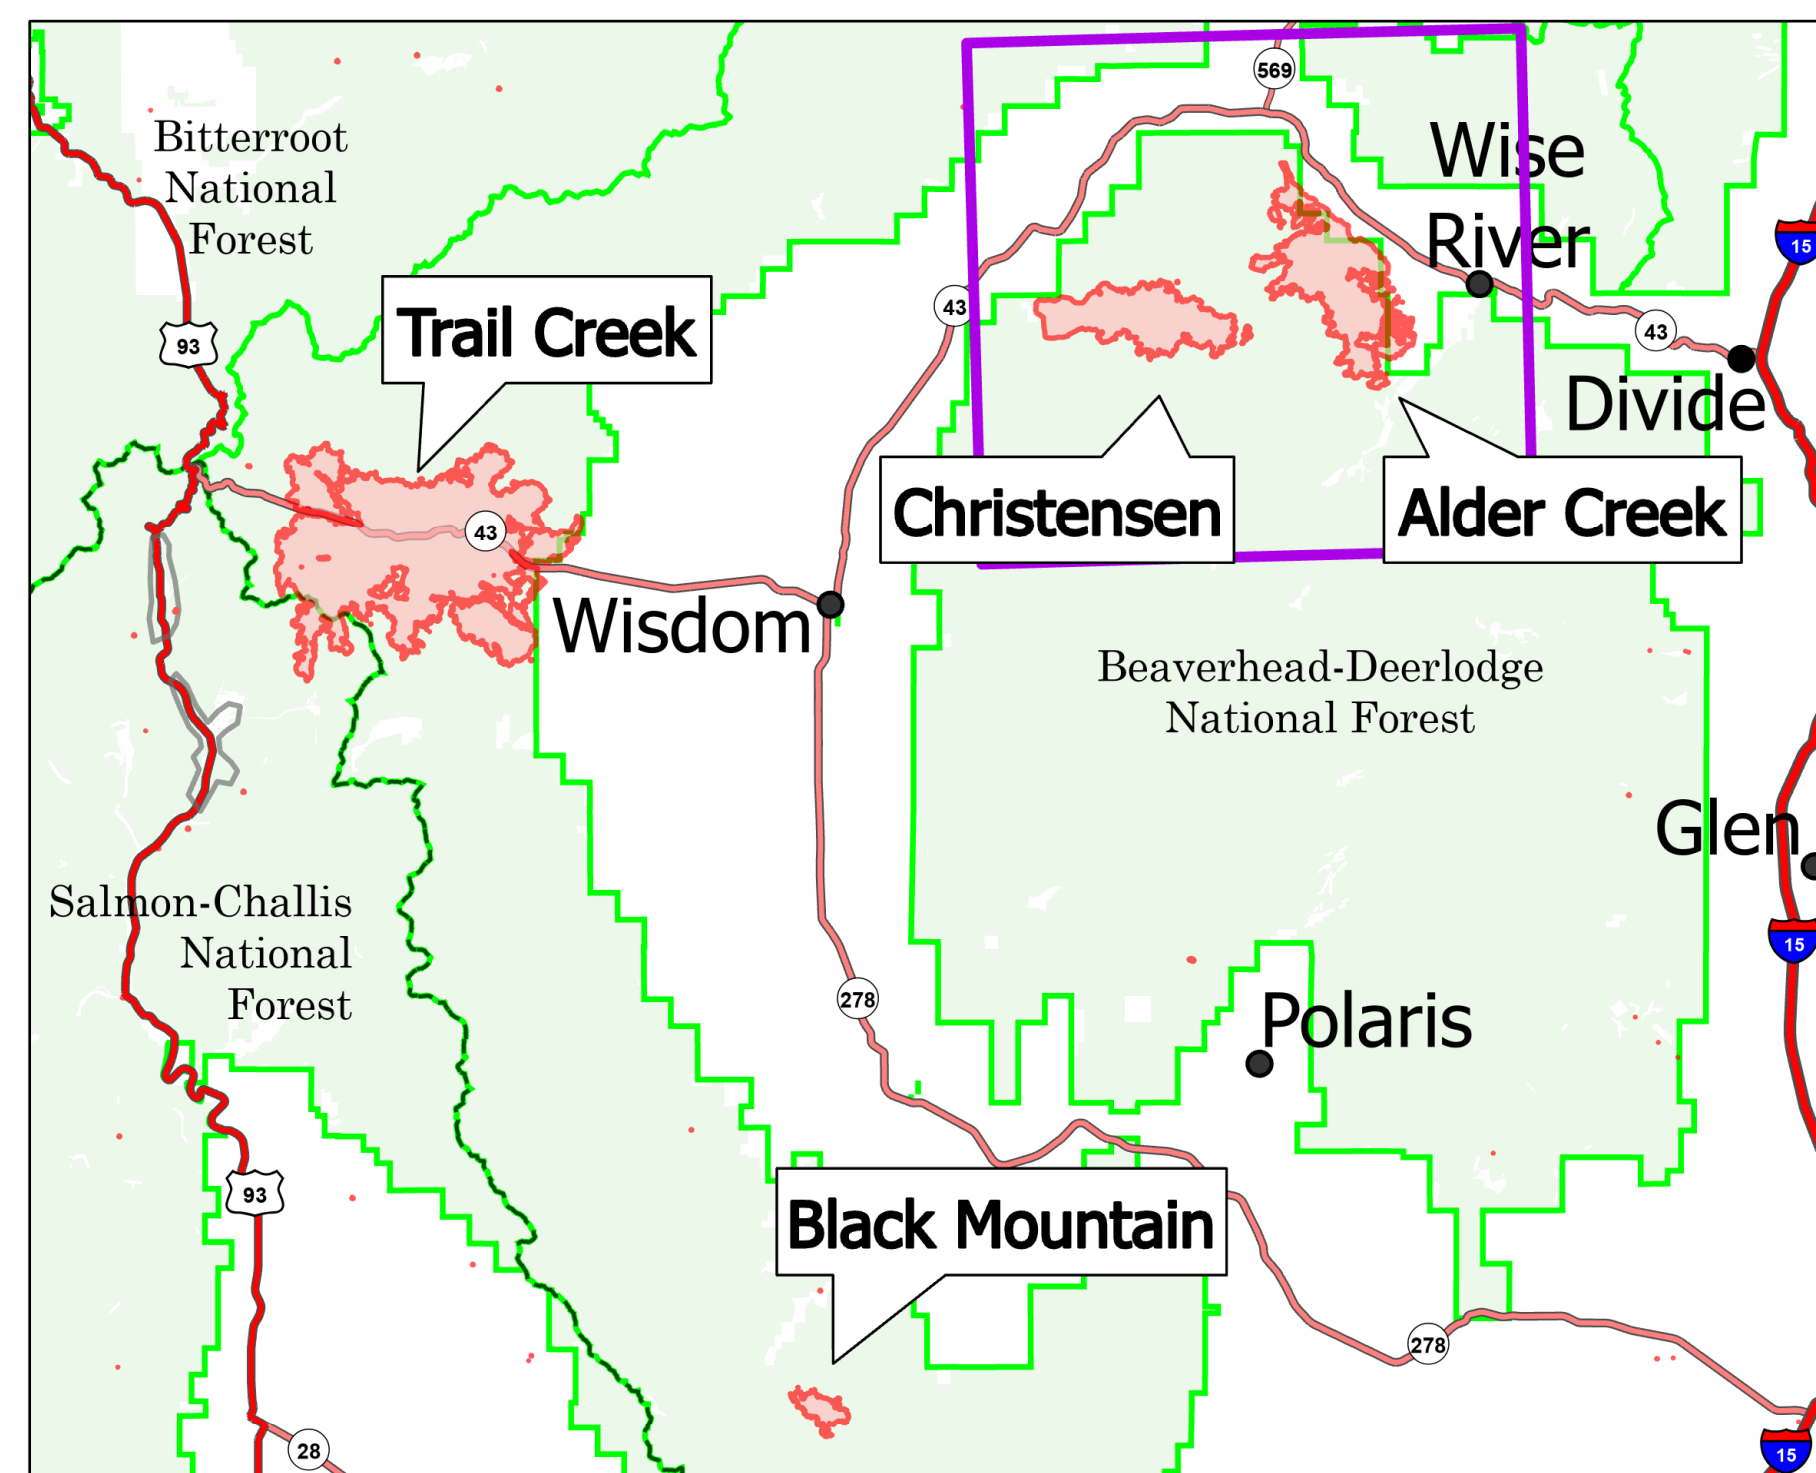 569
Bitterroot
National
Forest
Wise
River
15
43
Trail Creek
93
43
Divide
Christensen
Alder Creek
43
Wisdom
Beaverhead-Deerlodge
National Forest
Glen
Salmon-Challis
National
Forest
15
278
Polaris
93
Black Mountain
278
28
15